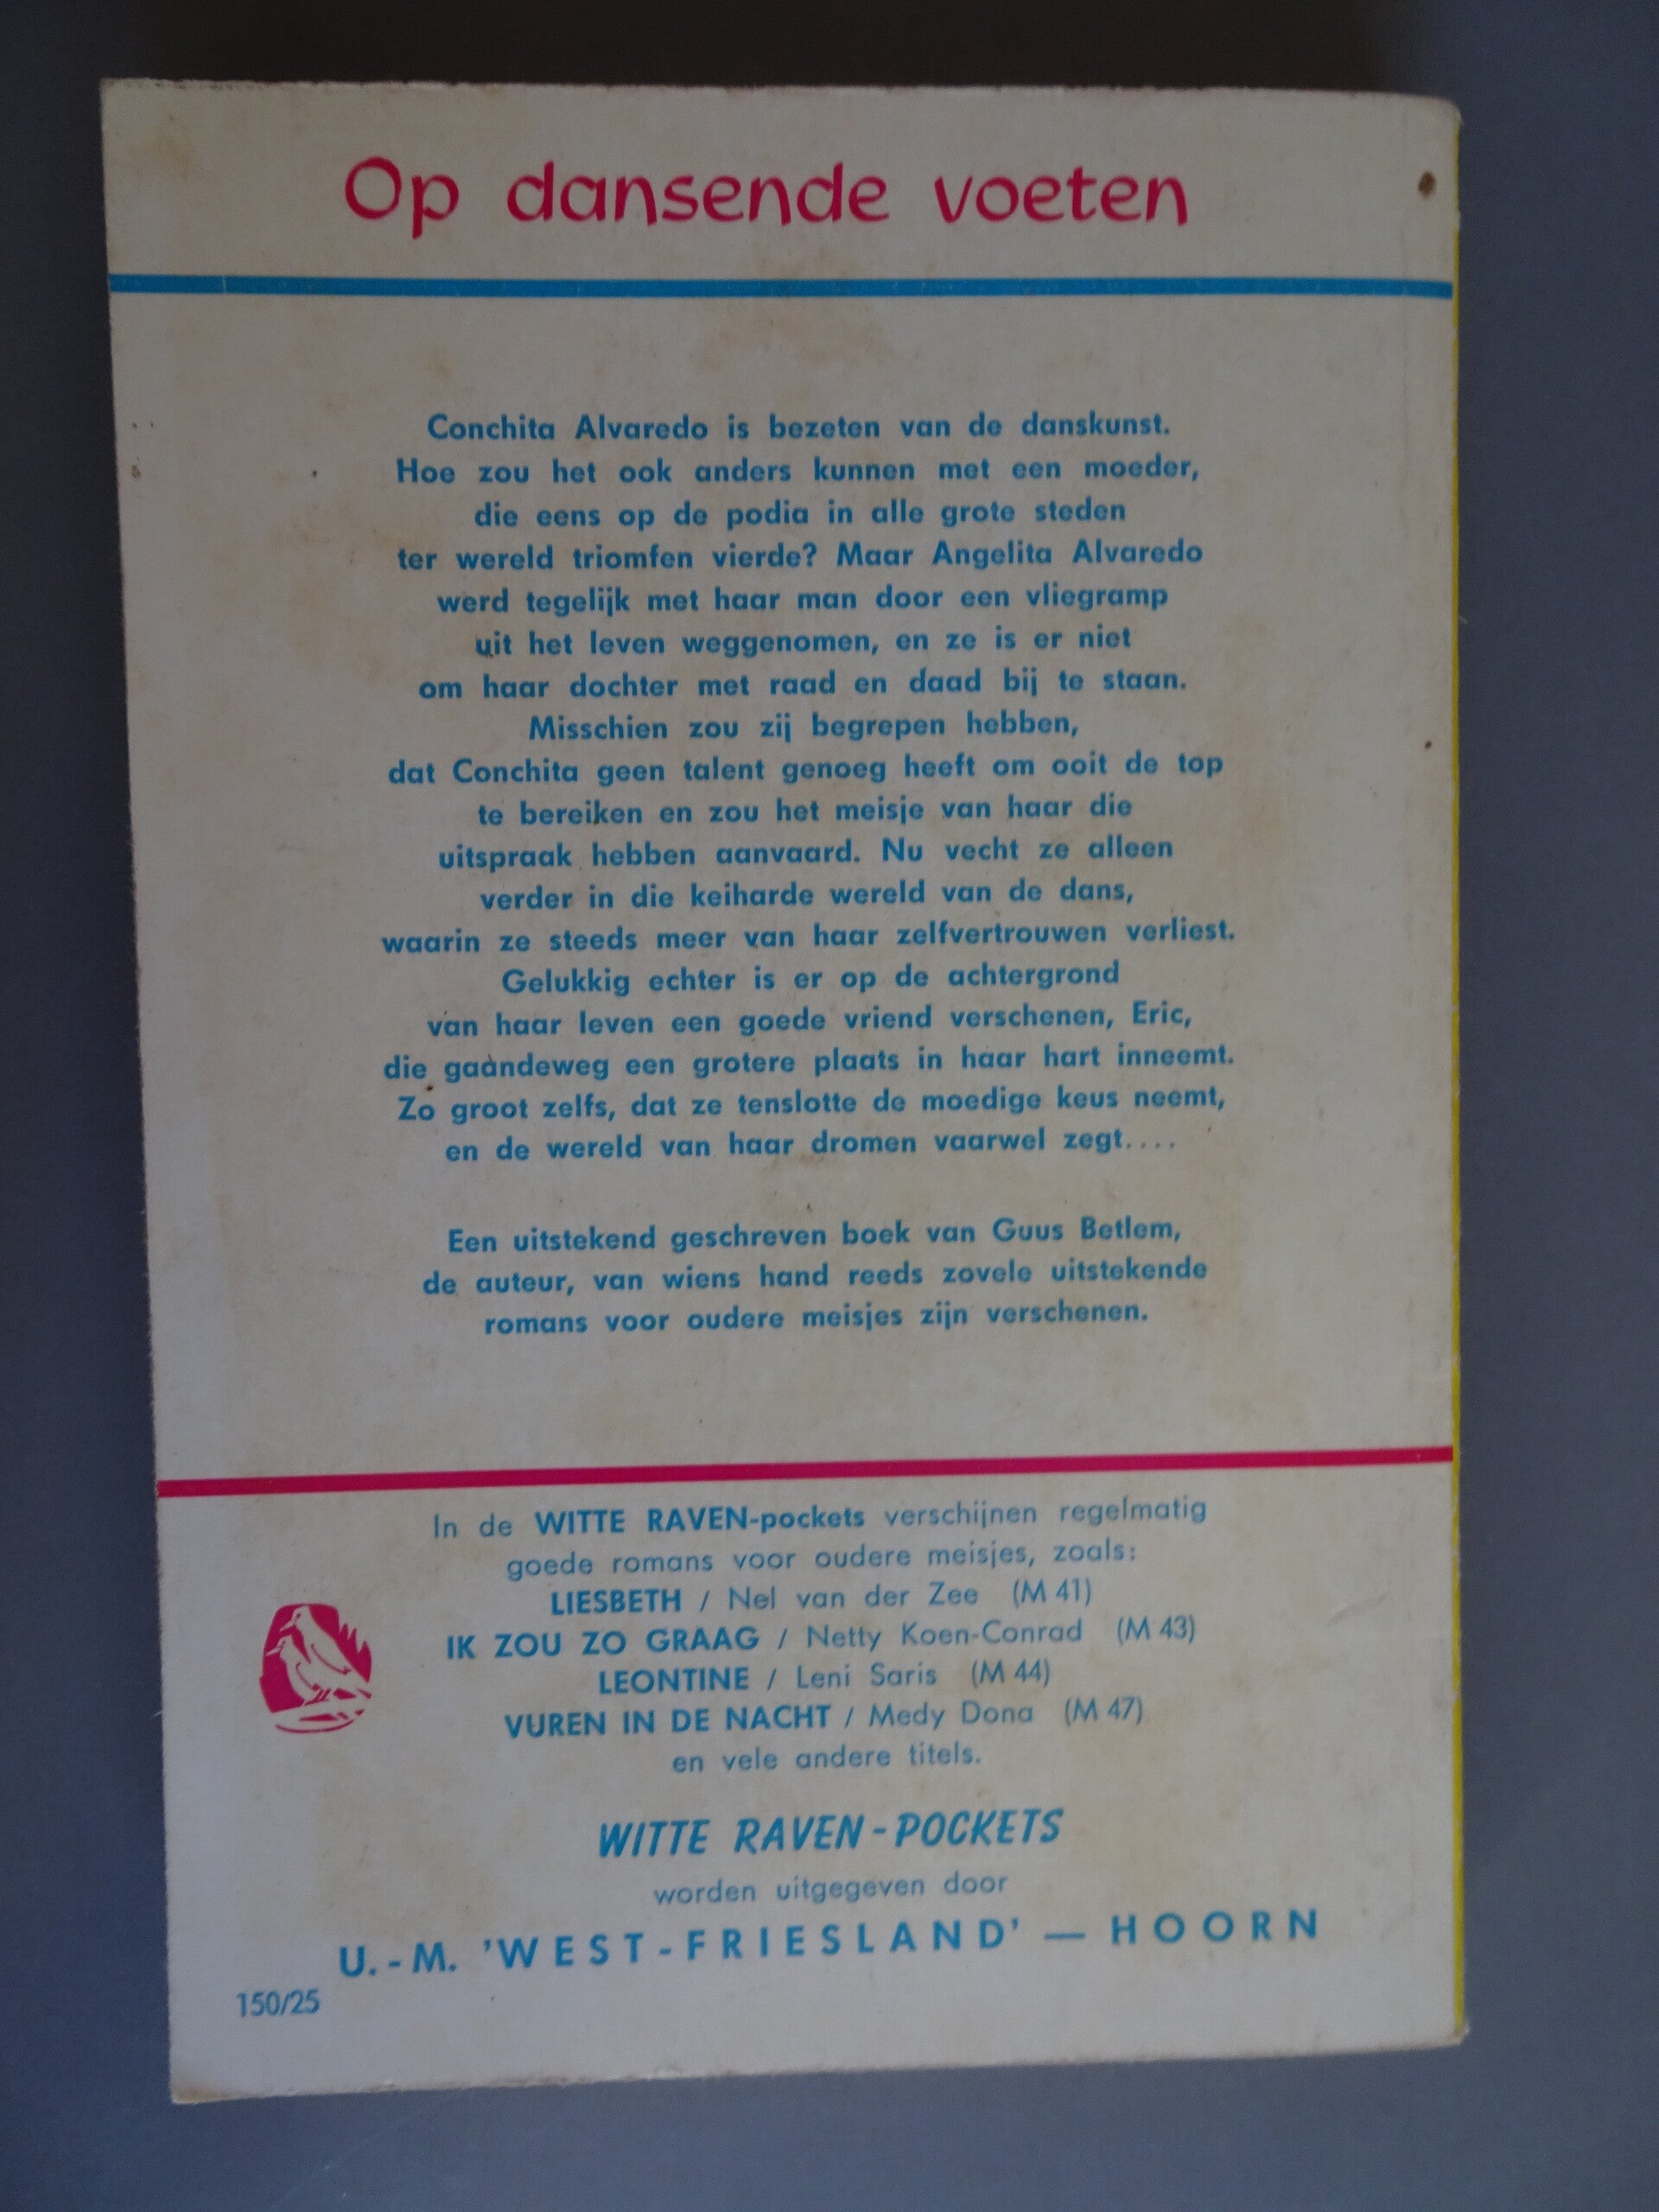 Op dansende voeten
Conchita Alvaredo is bezeten van de danskunst.
Hoe zou het ook anders kunnen met een moeder,
die eens op de podia in alle grote steden
ter wereld triomfen vierde? Maar Angelita Alvaredo
werd tegelijk met haar man door een vliegramp
uit het leven weggenomen, en ze is er niet
om haar dochter met raad en daad bij te staan.
Misschien zou zij begrepen hebben,
dat Conchita geen talent genoeg heeft om ooit de top
te bereiken en zou het meisje van haar die
uitspraak hebben aanvaard. Nu vecht ze alleen
verder in die keiharde wereld van de dans,
waarin ze steeds meer van haar zelfvertrouwen verliest.
Gelukkig echter is er op de achtergrond
van haar leven een goede vriend verschenen, Eric,
die gaandeweg een grotere plaats in haar hart inneemt.
Zo groot zelfs, dat ze tenslotte de moedige keus neemt,
en de wereld van haar dromen vaarwel zegt....
Een uitstekend geschreven boek van Guus Betlem,
de auteur, van wiens hand reeds zovele uitstekende
romans voor oudere meisjes zijn verschenen.
In de WITTE RAVEN-pockets verschijnen regelmatig
goede romans voor oudere meisjes, zoals:
LIESBETH / Nel van der Zee (M 41)
IK ZOU ZO GRAAG / Netty Koen-Conrad (M 43)
LEONTINE / Leni Saris (M 44)
VUREN IN DE NACHT / Medy Dona (M 47)
en vele andere titels.
WITTE RAVEN-POCKETS
worden uitgegeven door
U.-M. 'WEST-FRIESLAND' — HOORN
150/25